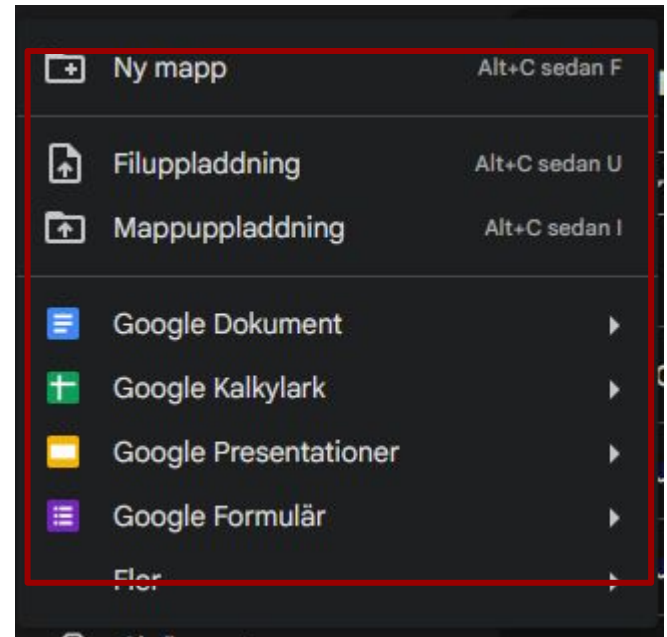 Ny mapp Alt+C sedan F
Filuppladdning Alt+C sedan U
Mappuppladdning Alt+C sedan I
Google Dokument
Google Kalkylark
Google Presentationer
Google Formulär
Fler